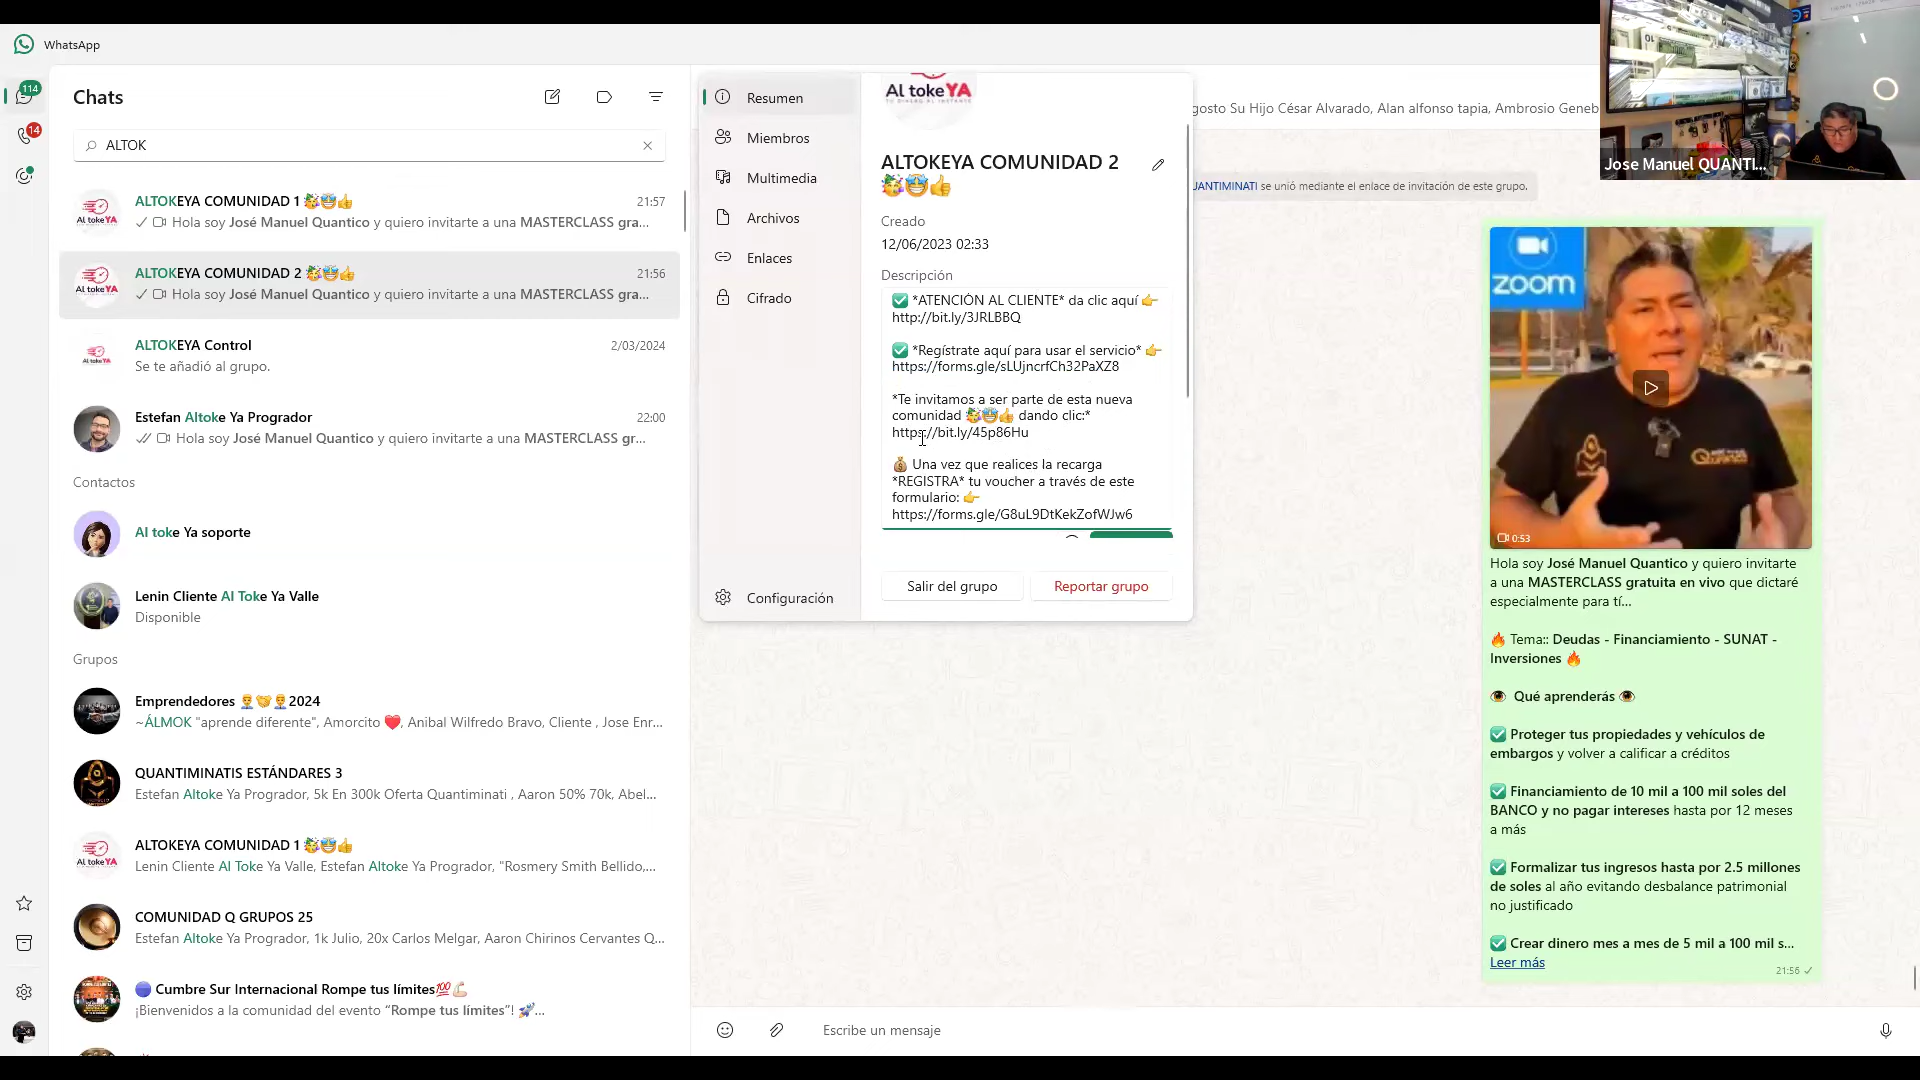 WhatsApp
114
14
Chats
ALTOK
ALTOKEYA COMUNIDAD 1 🥳🤩👍
21:57
Hola soy José Manuel Quantico y quiero invitarte a una MASTERCLASS gra...
ALTOKEYA COMUNIDAD 2 🥳🤩👍
21:56
Hola soy José Manuel Quantico y quiero invitarte a una MASTERCLASS gra...
ALTOKEYA Control
2/03/2024
Se te añadió al grupo.
Estefan Altoke Ya Progrador
22:00
Hola soy José Manuel Quantico y quiero invitarte a una MASTERCLASS gr...
Contactos
Al toke Ya soporte
Lenin Cliente Al Toke Ya Valle
Disponible
Grupos
Emprendedores 👨‍💼🤝👨‍💼2024
~ÁLMOK "aprende diferente", Amorcito ❤️, Anibal Wilfredo Bravo, Cliente , Jose Enr...
QUANTIMINATIS ESTÁNDARES 3
Estefan Altoke Ya Progrador, 5k En 300k Oferta Quantiminati , Aaron 50% 70k, Abel...
ALTOKEYA COMUNIDAD 1 🥳🤩👍
Lenin Cliente Al Toke Ya Valle, Estefan Altoke Ya Progrador, "Rosmery Smith Bellido,...
COMUNIDAD Q GRUPOS 25
Estefan Altoke Ya Progrador, 1k Julio, 20x Carlos Melgar, Aaron Chirinos Cervantes Q...
🔵 Cumbre Sur Internacional Rompe tus límites💯💪🏻
¡Bienvenidos a la comunidad del evento “Rompe tus límites”! 🚀...
Resumen
Miembros
Multimedia
Archivos
Enlaces
Cifrado
Configuración
Al tokeYA
TU DINERO AL INSTANTE
ALTOKEYA COMUNIDAD 2
🥳🤩👍
Creado
12/06/2023 02:33
Descripción
✅ *ATENCIÓN AL CLIENTE* da clic aquí 👉
http://bit.ly/3JRLBBQ
✅ *Regístrate aquí para usar el servicio* 👉
https://forms.gle/sLUjncrfCh32PaXZ8
*Te invitamos a ser parte de esta nueva
comunidad 🥳🤩👍 dando clic:*
https://bit.ly/45p86Hu
💰 Una vez que realices la recarga
*REGISTRA* tu voucher a través de este
formulario: 👉
https://forms.gle/G8uL9DtKekZofWJw6
Salir del grupo
Reportar grupo
gosto Su Hijo César Alvarado, Alan alfonso tapia, Ambrosio Geneb
UANTIMINATI se unió mediante el enlace de invitación de este grupo.
Jose Manuel QUANTI...
zoom
0:53
Hola soy José Manuel Quantico y quiero invitarte
a una MASTERCLASS gratuita en vivo que dictaré
especialmente para tí...
🔥 Tema:: Deudas - Financiamiento - SUNAT -
Inversiones 🔥
👁️ Qué aprenderás 👁️
✅ Proteger tus propiedades y vehículos de
embargos y volver a calificar a créditos
✅ Financiamiento de 10 mil a 100 mil soles del
BANCO y no pagar intereses hasta por 12 meses
a más
✅ Formalizar tus ingresos hasta por 2.5 millones
de soles al año evitando desbalance patrimonial
no justificado
✅ Crear dinero mes a mes de 5 mil a 100 mil s...
Leer más
21:56
Escribe un mensaje